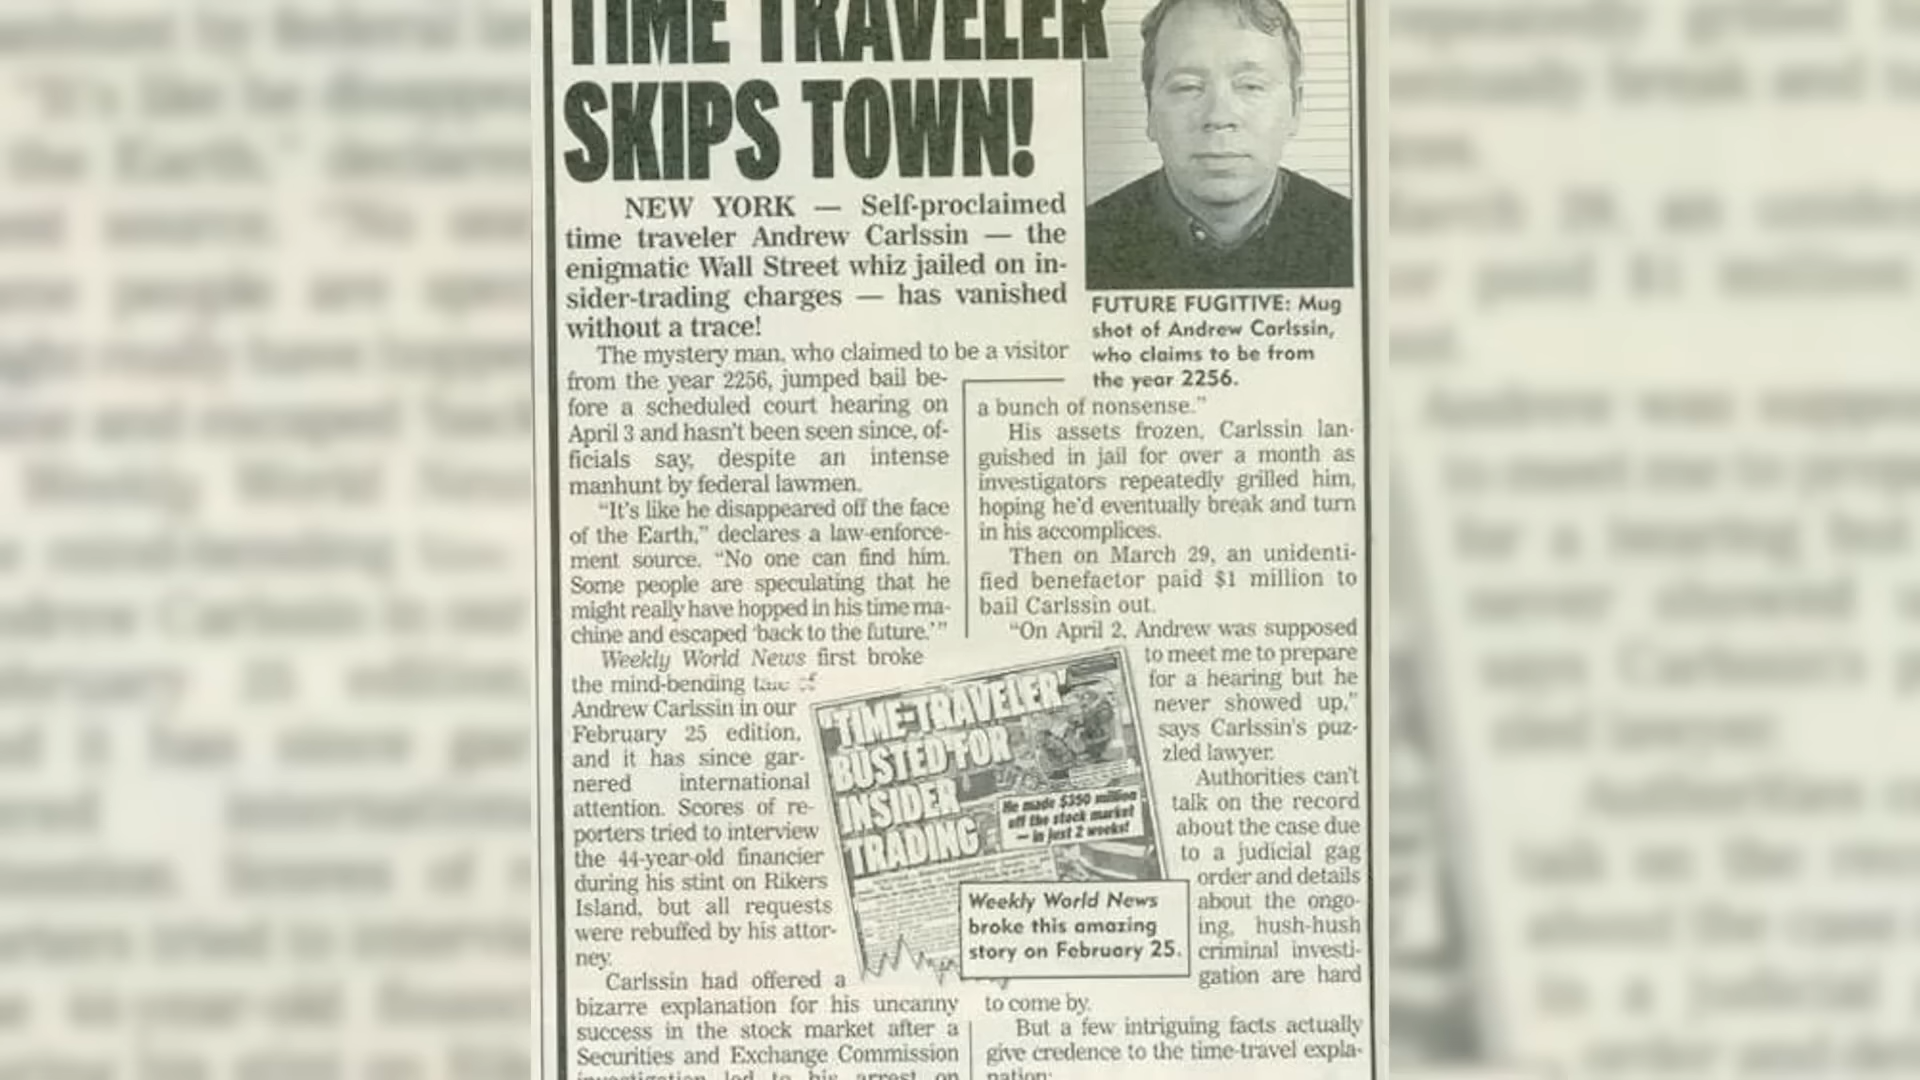 TIME TRAVELER
SKIPS TOWN!
NEW YORK — Self-proclaimed
time traveler Andrew Carlssin — the
enigmatic Wall Street whiz jailed on in-
sider-trading charges — has vanished
without a trace!
The mystery man, who claimed to be a visitor
from the year 2256, jumped bail be-
fore a scheduled court hearing on
April 3 and hasn't been seen since, of-
ficials say, despite an intense
manhunt by federal lawmen.
"It's like he disappeared off the face
of the Earth," declares a law-enforce-
ment source. "No one can find him.
Some people are speculating that he
might really have hopped in his time ma-
chine and escaped 'back to the future.'"
Weekly World News first broke
the mind-bending tale of
Andrew Carlssin in our
February 25 edition,
and it has since gar-
nered international
attention. Scores of re-
porters tried to interview
the 44-year-old financier
during his stint on Rikers
Island, but all requests
were rebuffed by his attor-
ney.
Carlssin had offered a
bizarre explanation for his uncanny
success in the stock market after a
Securities and Exchange Commission
investigation led to his arrest on
FUTURE FUGITIVE: Mug
shot of Andrew Carlssin,
who claims to be from
the year 2256.
a bunch of nonsense."
His assets frozen, Carlssin lan-
guished in jail for over a month as
investigators repeatedly grilled him,
hoping he'd eventually break and turn
in his accomplices.
Then on March 29, an unidenti-
fied benefactor paid $1 million to
bail Carlssin out.
"On April 2, Andrew was supposed
to meet me to prepare
for a hearing but he
never showed up,"
says Carlssin's puz-
zled lawyer.
Authorities can't
talk on the record
about the case due
to a judicial gag
order and details
about the ongo-
ing, hush-hush
criminal investi-
gation are hard
to come by.
But a few intriguing facts actually
give credence to the time-travel expla-
nation:
'TIME-TRAVELER'
BUSTED FOR
INSIDER
TRADING
He made $350 million
off the stock market
— in just 2 weeks!
Weekly World News
broke this amazing
story on February 25.